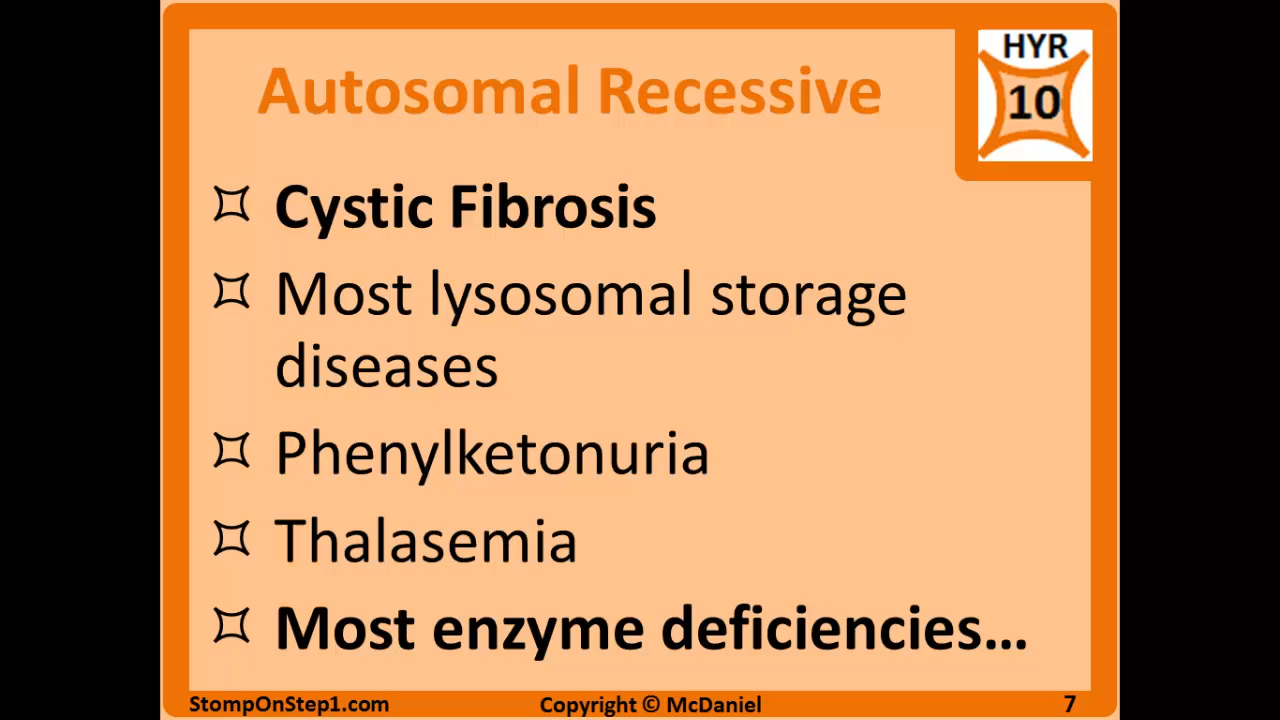 HYR
10
Autosomal Recessive
Cystic Fibrosis
Most lysosomal storage
diseases
Phenylketonuria
Thalasemia
Most enzyme deficiencies...
StompOnStep1.com Copyright © McDaniel 7